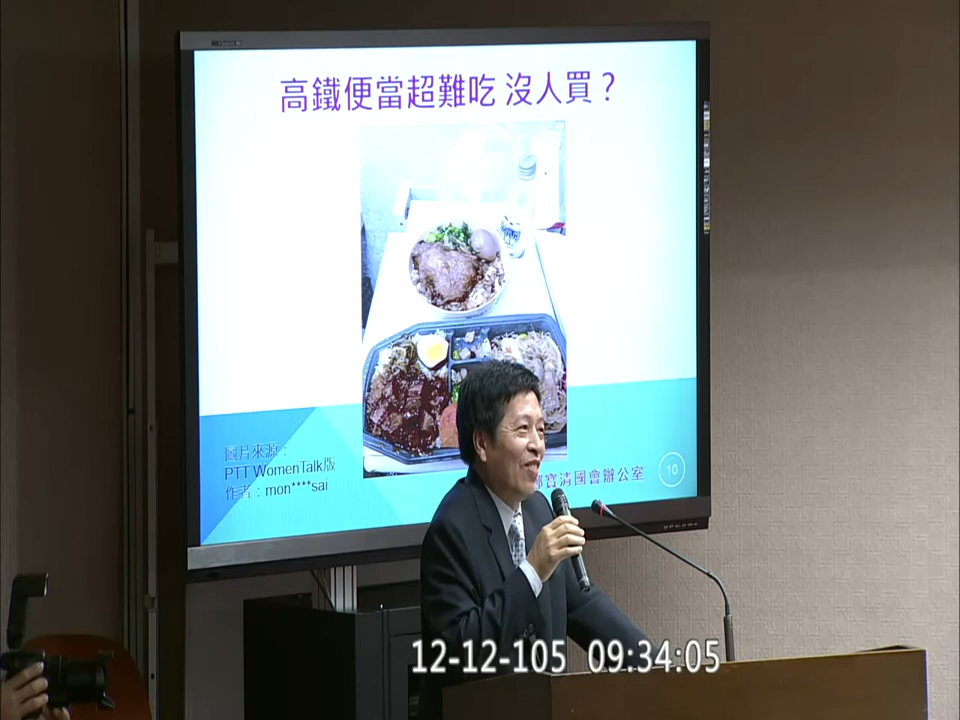 高鐵便當超難吃 沒人買？
圖片來源：
PTT WomenTalk版
作者：mon****sai
寶清國會辦公室
10
12-12-105 09:34:05